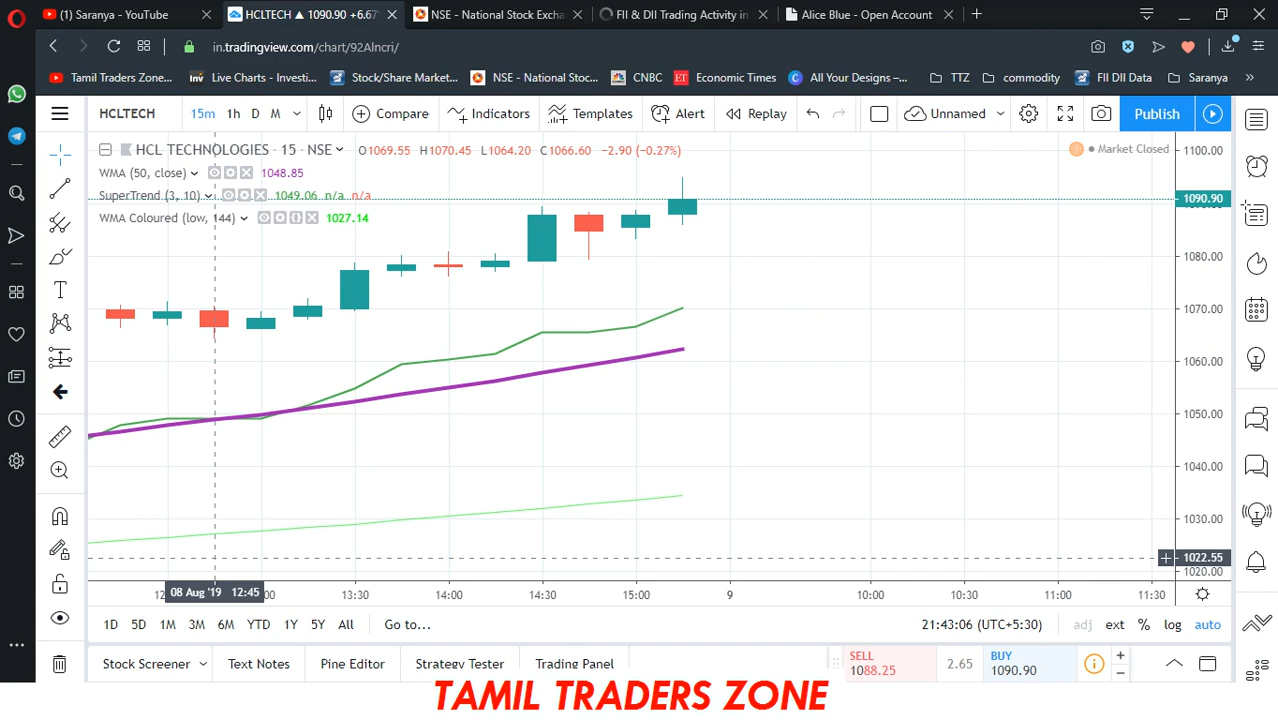 (1) Saranya - YouTube
HCLTECH ▲ 1090.90 +6.67
NSE - National Stock Excha
FII & DII Trading Activity in
Alice Blue - Open Account
in.tradingview.com/chart/92AIncri/
Tamil Traders Zone...
Live Charts - Investi...
Stock/Share Market...
NSE - National Stoc...
CNBC
ET Economic Times
All Your Designs –...
TTZ
commodity
FII DII Data
Saranya
»
HCLTECH 15m 1h D M Compare Indicators Templates Alert Replay Unnamed Publish
HCL TECHNOLOGIES · 15 · NSE O1069.55 H1070.45 L1064.20 C1066.60 −2.90 (−0.27%)
Market Closed
WMA (50, close) 1048.85
SuperTrend (3, 10) 1049.06 n/a n/a
WMA Coloured (low, 144) 1027.14
1100.00
1090.90
1080.00
1070.00
1060.00
1050.00
1040.00
1030.00
1022.55
1020.00
08 Aug '19 12:45
13:30 14:00 14:30 15:00 9 10:00 10:30 11:00 11:30
1D 5D 1M 3M 6M YTD 1Y 5Y All Go to... 21:43:06 (UTC+5:30) adj ext % log auto
Stock Screener Text Notes Pine Editor Strategy Tester Trading Panel
SELL
1088.25
2.65
BUY
1090.90
TAMIL TRADERS ZONE